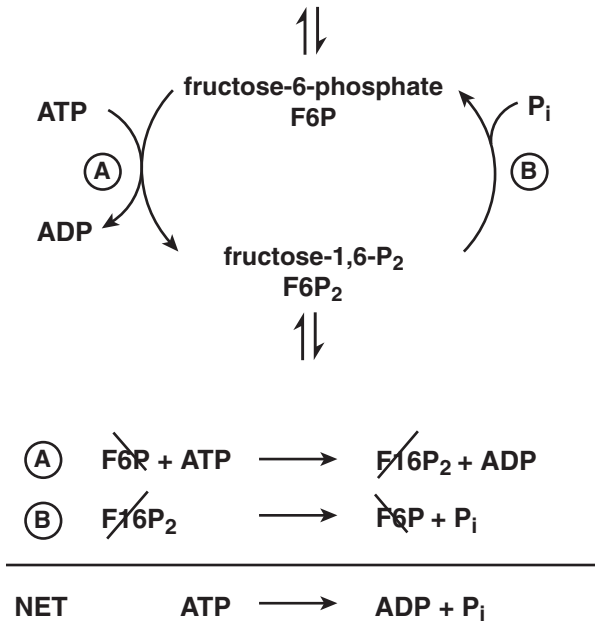 fructose-6-phosphate
F6P
ATP
Pi
A
B
ADP
fructose-1,6-P2
F6P2
A F6P + ATP F16P2 + ADP
B F16P2 F6P + Pi
NET ATP ADP + Pi